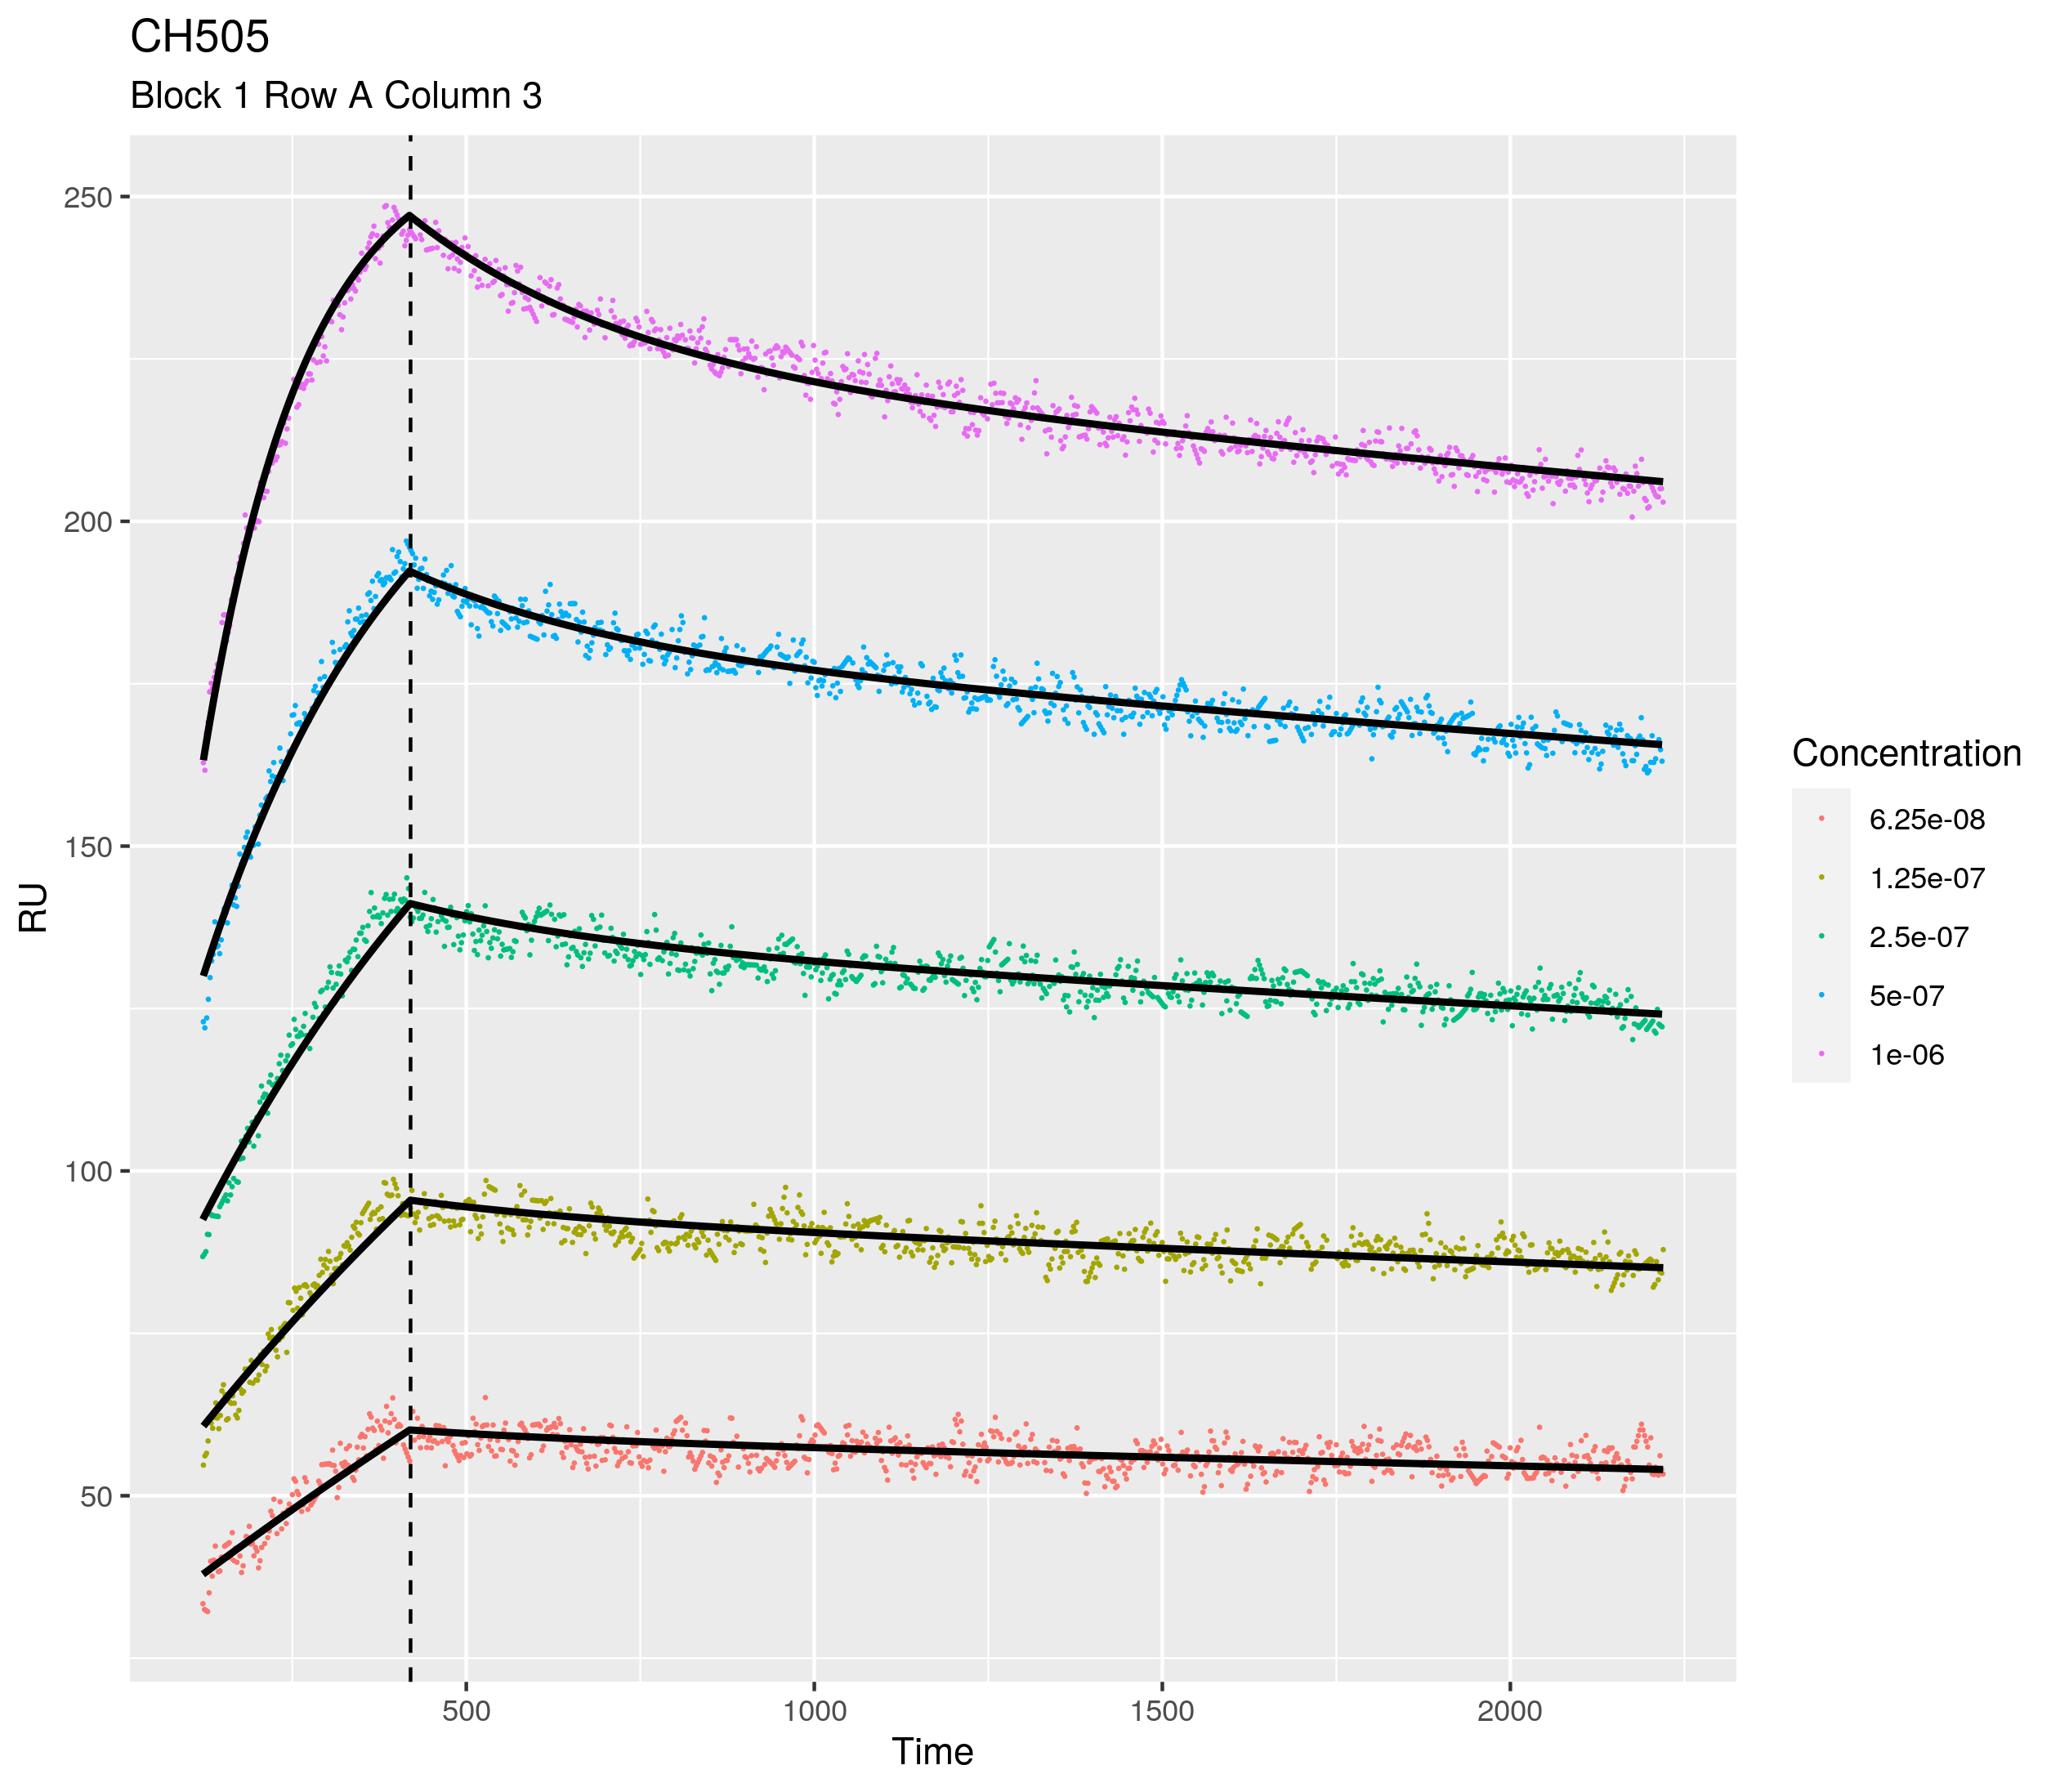 CH505
Block 1 Row A Column 3
250
200
150
100
50
RU
500 1000 1500 2000
Time
Concentration
6.25e-08
1.25e-07
2.5e-07
5e-07
1e-06